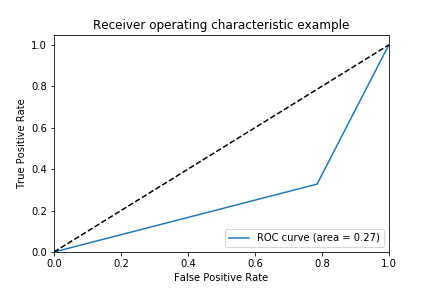 Receiver operating characteristic example
1.0
0.8
0.6
0.4
0.2
0.0
True Positive Rate
ROC curve (area = 0.27)
0.0 0.2 0.4 0.6 0.8 1.0
False Positive Rate